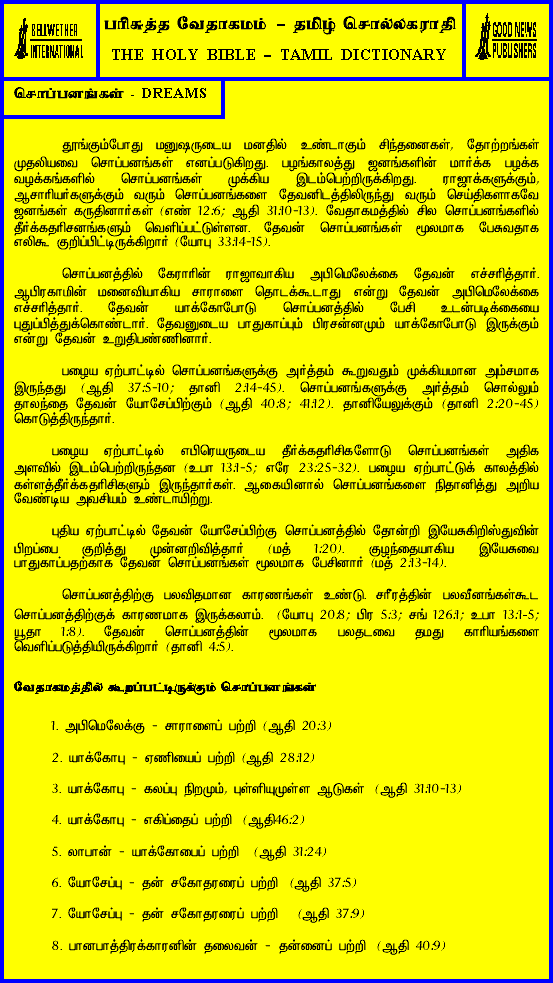 BELLWETHER
INTERNATIONAL
பரிசுத்த வேதாகமம் - தமிழ் சொல்லகராதி
THE HOLY BIBLE - TAMIL DICTIONARY
GOOD NEWS
PUBLISHERS
சொப்பனங்கள் - DREAMS
தூங்கும்போது மனுஷருடைய மனதில் உண்டாகும் சிந்தனைகள், தோற்றங்கள்
முதலியவை சொப்பனங்கள் எனப்படுகிறது. பழங்காலத்து ஜனங்களின் மார்க்க பழக்க
வழக்கங்களில் சொப்பனங்கள் முக்கிய இடம்பெற்றிருக்கிறது. ராஜாக்களுக்கும்,
ஆசாரியர்களுக்கும் வரும் சொப்பனங்களை தேவனிடத்திலிருந்து வரும் செய்திகளாகவே
ஜனங்கள் கருதினார்கள் (எண் 12:6; ஆதி 31:10-13). வேதாகமத்தில் சில சொப்பனங்களில்
தீர்க்கதரிசனங்களும் வெளிப்பட்டுள்ளன. தேவன் சொப்பனங்கள் மூலமாக பேசுவதாக
எலிகூ குறிப்பிட்டிருக்கிறார் (யோபு 33:14-15).
சொப்பனத்தில் கேராரின் ராஜாவாகிய அபிமெலேக்கை தேவன் எச்சரித்தார்.
ஆபிரகாமின் மனைவியாகிய சாராளை தொடக்கூடாது என்று தேவன் அபிமெலேக்கை
எச்சரித்தார். தேவன் யாக்கோபோடு சொப்பனத்தில் பேசி உடன்படிக்கையை
புதுப்பித்துக்கொண்டார். தேவனுடைய பாதுகாப்பும் பிரசன்னமும் யாக்கோபோடு இருக்கும்
என்று தேவன் உறுதிபண்ணினார்.
பழைய ஏற்பாட்டில் சொப்பனங்களுக்கு அர்த்தம் கூறுவதும் முக்கியமான அம்சமாக
இருந்தது (ஆதி 37:5-10; தானி 2:14-45). சொப்பனங்களுக்கு அர்த்தம் சொல்லும்
தாலந்தை தேவன் யோசேப்பிற்கும் (ஆதி 40:8; 41:12). தானியேலுக்கும் (தானி 2:20-45)
கொடுத்திருந்தார்.
பழைய ஏற்பாட்டில் எபிரெயருடைய தீர்க்கதரிசிகளோடு சொப்பனங்கள் அதிக
அளவில் இடம்பெற்றிருந்தன (உபா 13:1-5; எரே 23:25-32). பழைய ஏற்பாட்டுக் காலத்தில்
கள்ளத்தீர்க்கதரிசிகளும் இருந்தார்கள். ஆகையினால் சொப்பனங்களை நிதானித்து அறிய
வேண்டிய அவசியம் உண்டாயிற்று.
புதிய ஏற்பாட்டில் தேவன் யோசேப்பிற்கு சொப்பனத்தில் தோன்றி இயேசுகிறிஸ்துவின்
பிறப்பை குறித்து முன்னறிவித்தார் (மத் 1:20). குழந்தையாகிய இயேசுவை
பாதுகாப்பதற்காக தேவன் சொப்பனங்கள் மூலமாக பேசினார் (மத் 2:13-14).
சொப்பனத்திற்கு பலவிதமான காரணங்கள் உண்டு. சரீரத்தின் பலவீனங்கள்கூட
சொப்பனத்திற்குக் காரணமாக இருக்கலாம். (யோபு 20:8; பிர 5:3; சங் 126:1; உபா 13:1-5;
யூதா 1:8). தேவன் சொப்பனத்தின் மூலமாக பலதடவை தமது காரியங்களை
வெளிப்படுத்தியிருக்கிறார் (தானி 4:5).
வேதாகமத்தில் கூறப்பட்டிருக்கும் சொப்பனங்கள்
1. அபிமெலேக்கு - சாராளைப் பற்றி (ஆதி 20:3)
2. யாக்கோபு - ஏணியைப் பற்றி (ஆதி 28:12)
3. யாக்கோபு - கலப்பு நிறமும், புள்ளியுமுள்ள ஆடுகள் (ஆதி 31:10-13)
4. யாக்கோபு - எகிப்தைப் பற்றி (ஆதி46:2)
5. லாபான் - யாக்கோபைப் பற்றி (ஆதி 31:24)
6. யோசேப்பு - தன் சகோதரரைப் பற்றி (ஆதி 37:5)
7. யோசேப்பு - தன் சகோதரரைப் பற்றி (ஆதி 37:9)
8. பானபாத்திரக்காரனின் தலைவன் - தன்னைப் பற்றி (ஆதி 40:9)